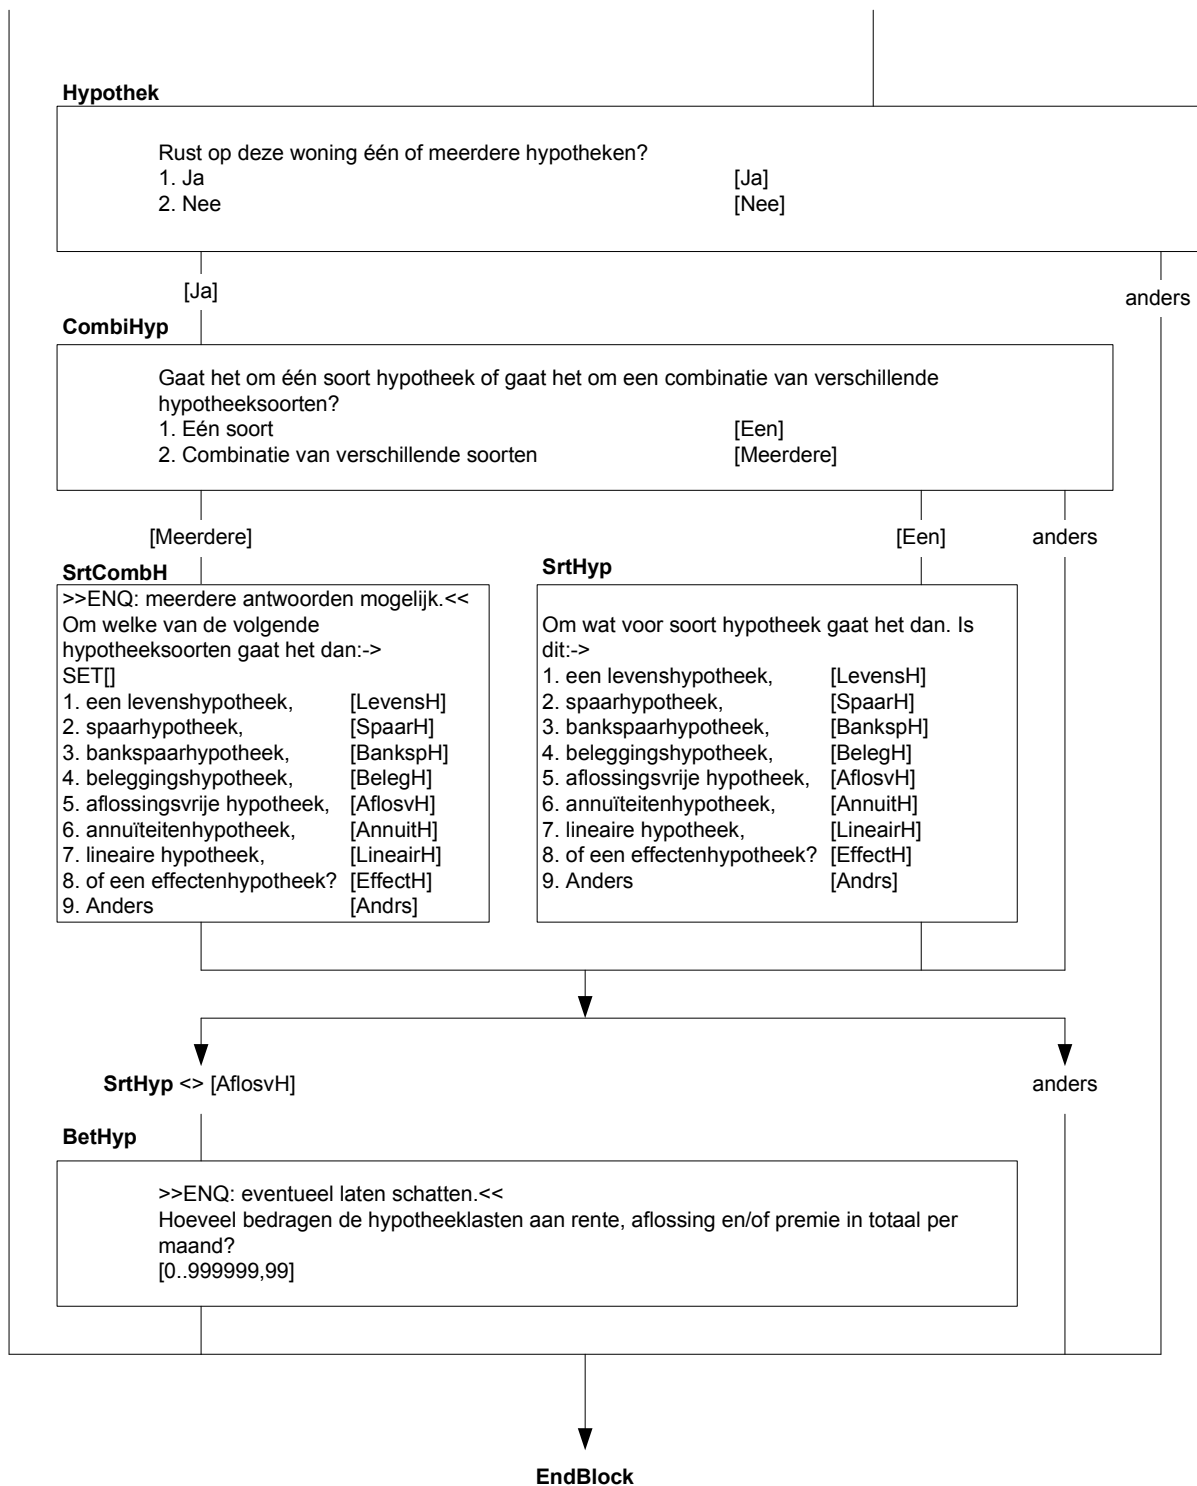 Hypothek
Rust op deze woning één of meerdere hypotheken?
1. Ja [Ja]
2. Nee [Nee]
[Ja]
anders
CombiHyp
Gaat het om één soort hypotheek of gaat het om een combinatie van verschillende
hypotheeksoorten?
1. Eén soort [Een]
2. Combinatie van verschillende soorten [Meerdere]
[Meerdere]
[Een]
anders
SrtCombH
>>ENQ: meerdere antwoorden mogelijk.<<
Om welke van de volgende
hypotheeksoorten gaat het dan:->
SET[]
1. een levenshypotheek, [LevensH]
2. spaarhypotheek, [SpaarH]
3. bankspaarhypotheek, [BankspH]
4. beleggingshypotheek, [BelegH]
5. aflossingsvrije hypotheek, [AflosvH]
6. annuïteitenhypotheek, [AnnuitH]
7. lineaire hypotheek, [LineairH]
8. of een effectenhypotheek? [EffectH]
9. Anders [Andrs]
SrtHyp
Om wat voor soort hypotheek gaat het dan. Is
dit:->
1. een levenshypotheek, [LevensH]
2. spaarhypotheek, [SpaarH]
3. bankspaarhypotheek, [BankspH]
4. beleggingshypotheek, [BelegH]
5. aflossingsvrije hypotheek, [AflosvH]
6. annuïteitenhypotheek, [AnnuitH]
7. lineaire hypotheek, [LineairH]
8. of een effectenhypotheek? [EffectH]
9. Anders [Andrs]
SrtHyp <> [AflosvH]
anders
BetHyp
>>ENQ: eventueel laten schatten.<<
Hoeveel bedragen de hypotheeklasten aan rente, aflossing en/of premie in totaal per
maand?
[0..999999,99]
EndBlock